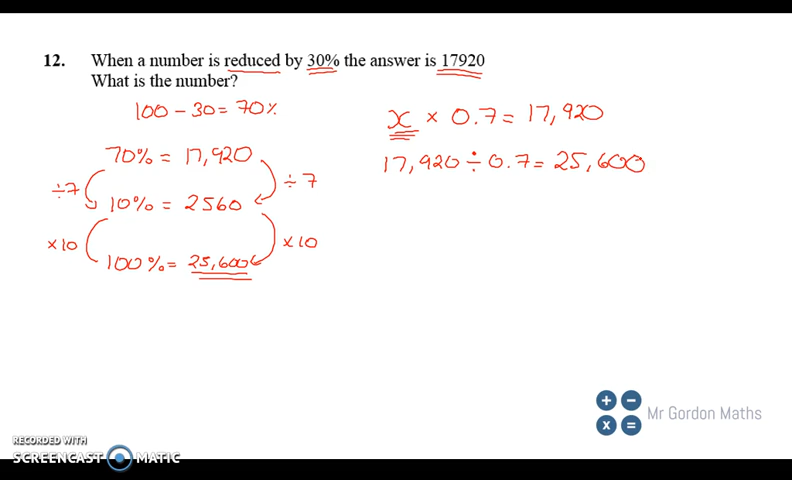 12. When a number is reduced by 30% the answer is 17920
What is the number?
100 - 30 = 70%
70% = 17,920
÷7
÷7
10% = 2560
×10
×10
100% = 25,600
x × 0.7 = 17,920
17,920 ÷ 0.7 = 25,600
+ -
x =
Mr Gordon Maths
RECORDED WITH
SCREENCAST MATIC